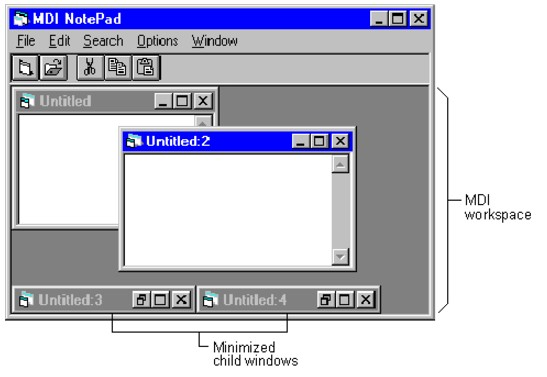 MDI NotePad
File Edit Search Options Window
Untitled
Untitled:2
MDI
workspace
Untitled:3
Untitled:4
Minimized
child windows